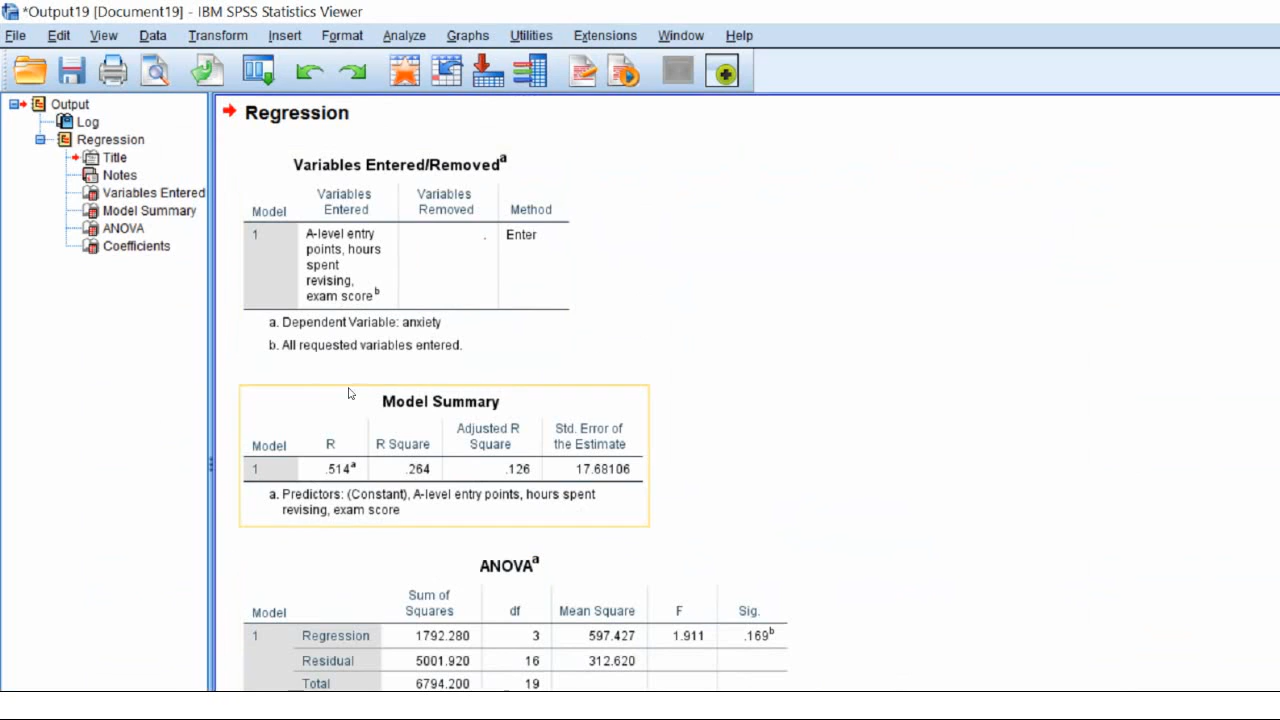 *Output19 [Document19] - IBM SPSS Statistics Viewer
File Edit View Data Transform Insert Format Analyze Graphs Utilities Extensions Window Help
Output
Log
Regression
Title
Notes
Variables Entered
Model Summary
ANOVA
Coefficients
Regression
Variables Entered/Removed^a
Model Variables Entered Variables Removed Method
1 A-level entry points, hours spent revising, exam score^b . Enter
a. Dependent Variable: anxiety
b. All requested variables entered.
Model Summary
Model R R Square Adjusted R Square Std. Error of the Estimate
1 .514^a .264 .126 17.68106
a. Predictors: (Constant), A-level entry points, hours spent
revising, exam score
ANOVA^a
Model Sum of Squares df Mean Square F Sig.
1 Regression 1792.280 3 597.427 1.911 .169^b
Residual 5001.920 16 312.620
Total 6794.200 19